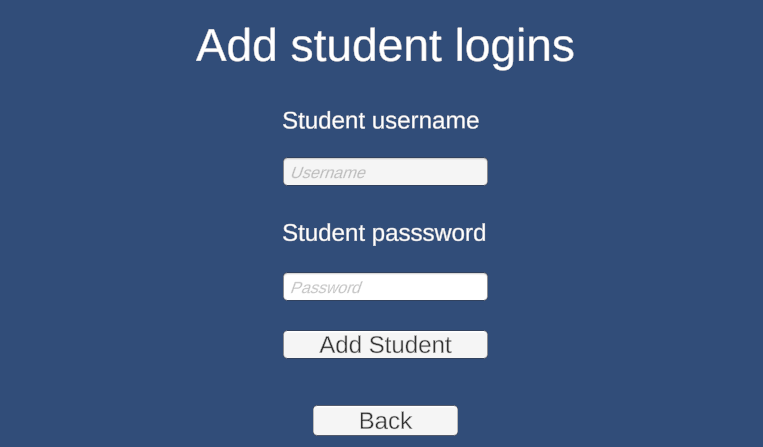 Add student logins
Student username
Username
Student passsword
Password
Add Student
Back